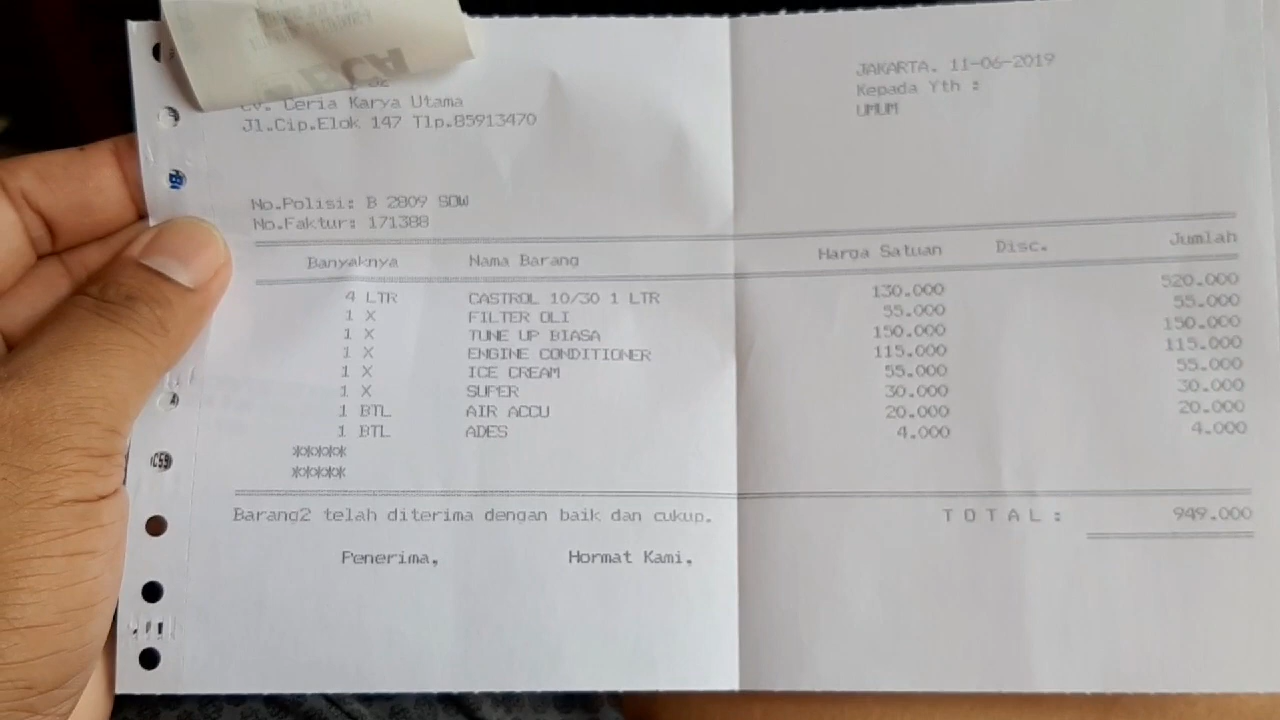 BCA
CV. Ceria Karya Utama
Jl.Cip.Elok 147 Tlp.85913470
JAKARTA. 11-06-2019
Kepada Yth :
UMUM
No.Polisi: B 2809 SOW
No.Faktur: 171388
Banyaknya Nama Barang Harga Satuan Disc. Jumlah
4 LTR CASTROL 10/30 1 LTR 130.000 520.000
1 X FILTER OLI 55.000 55.000
1 X TUNE UP BIASA 150.000 150.000
1 X ENGINE CONDITIONER 115.000 115.000
1 X ICE CREAM 55.000 55.000
1 X SUPER 30.000 30.000
1 BTL AIR ACCU 20.000 20.000
1 BTL ADES 4.000 4.000
*****
*****
Barang2 telah diterima dengan baik dan cukup. T O T A L : 949.000
Penerima, Hormat Kami,